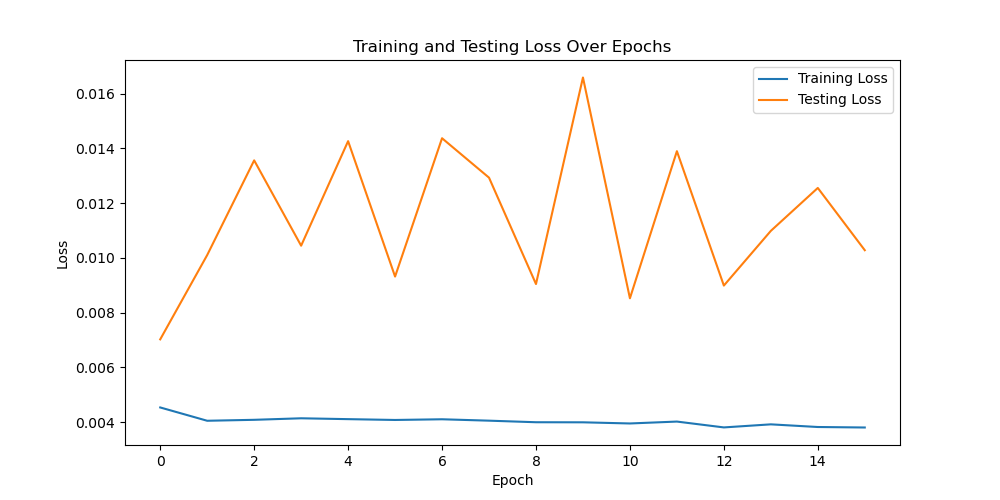 Training and Testing Loss Over Epochs
Training Loss
Testing Loss
0.016
0.014
0.012
0.010
0.008
0.006
0.004
Loss
0 2 4 6 8 10 12 14
Epoch